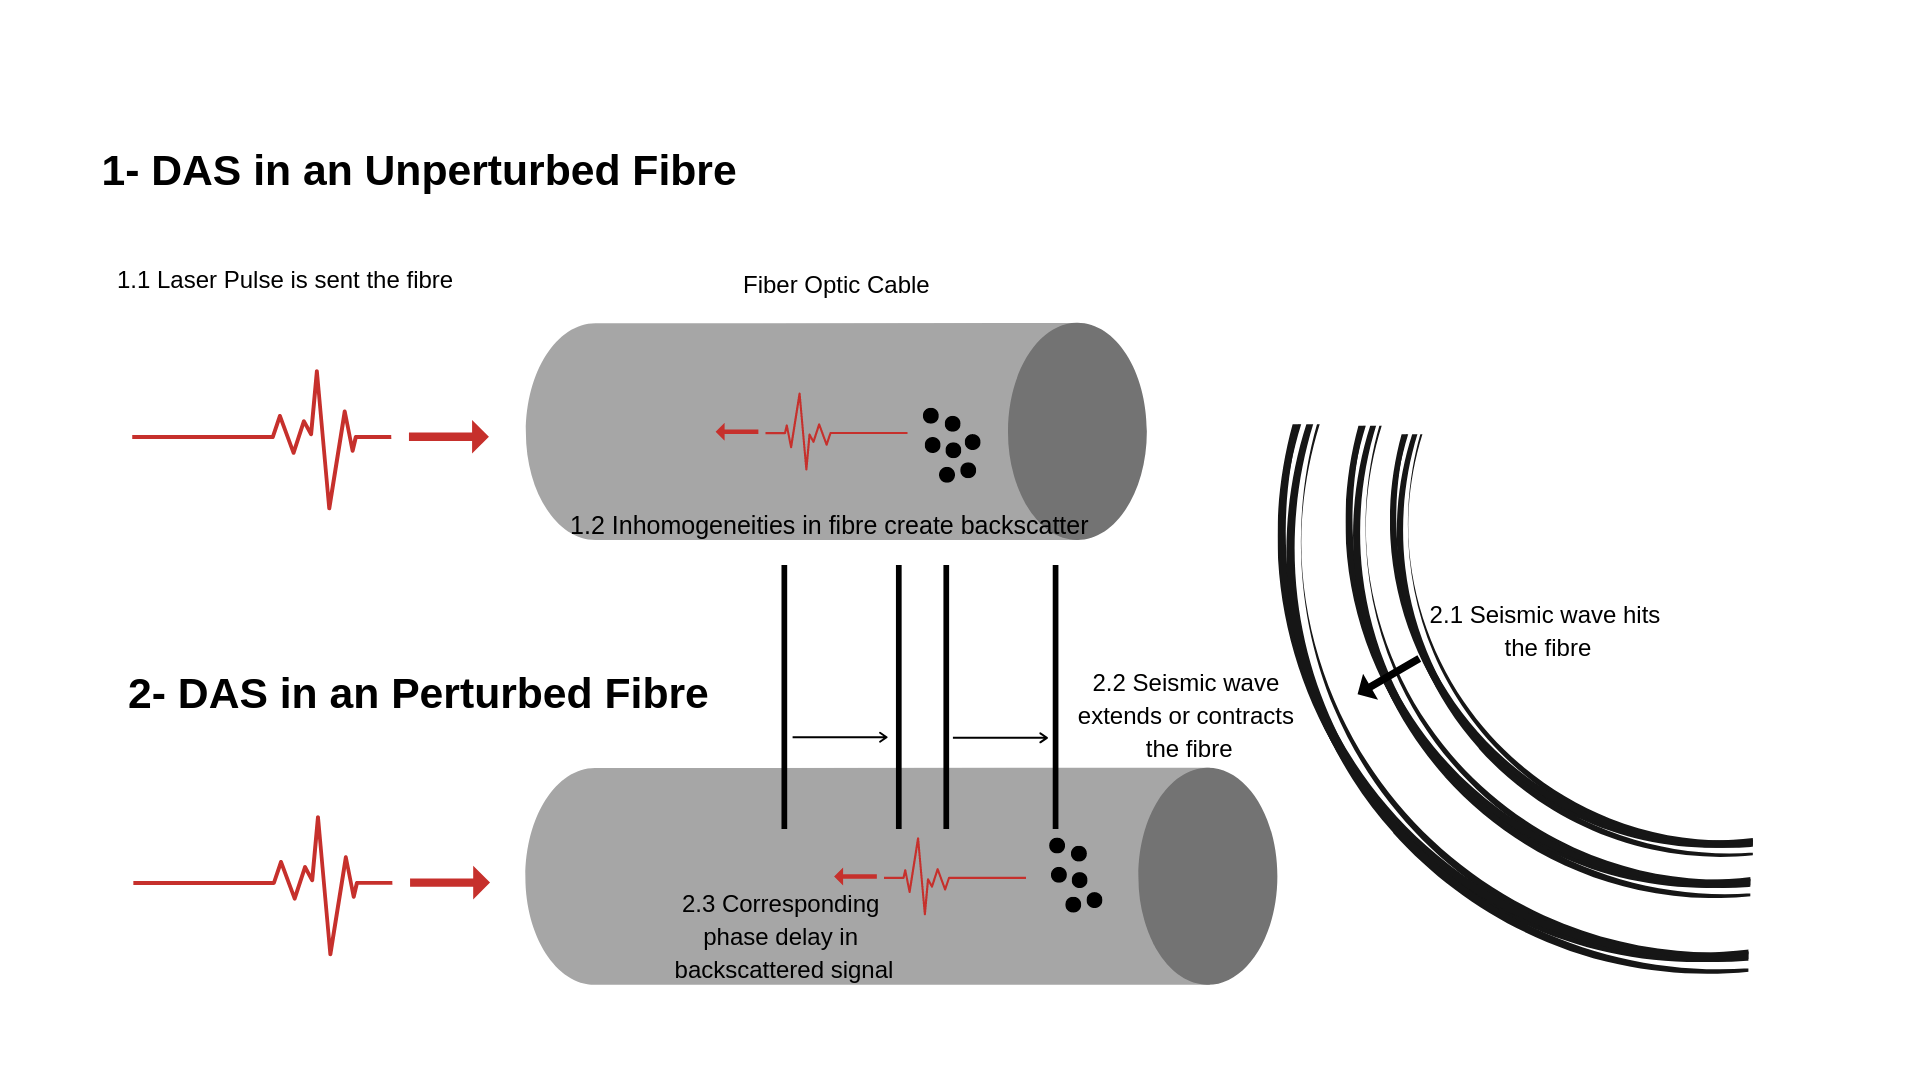 1- DAS in an Unperturbed Fibre
1.1 Laser Pulse is sent the fibre
Fiber Optic Cable
1.2 Inhomogeneities in fibre create backscatter
2.1 Seismic wave hits
the fibre
2- DAS in an Perturbed Fibre
2.2 Seismic wave
extends or contracts
the fibre
2.3 Corresponding
phase delay in
backscattered signal